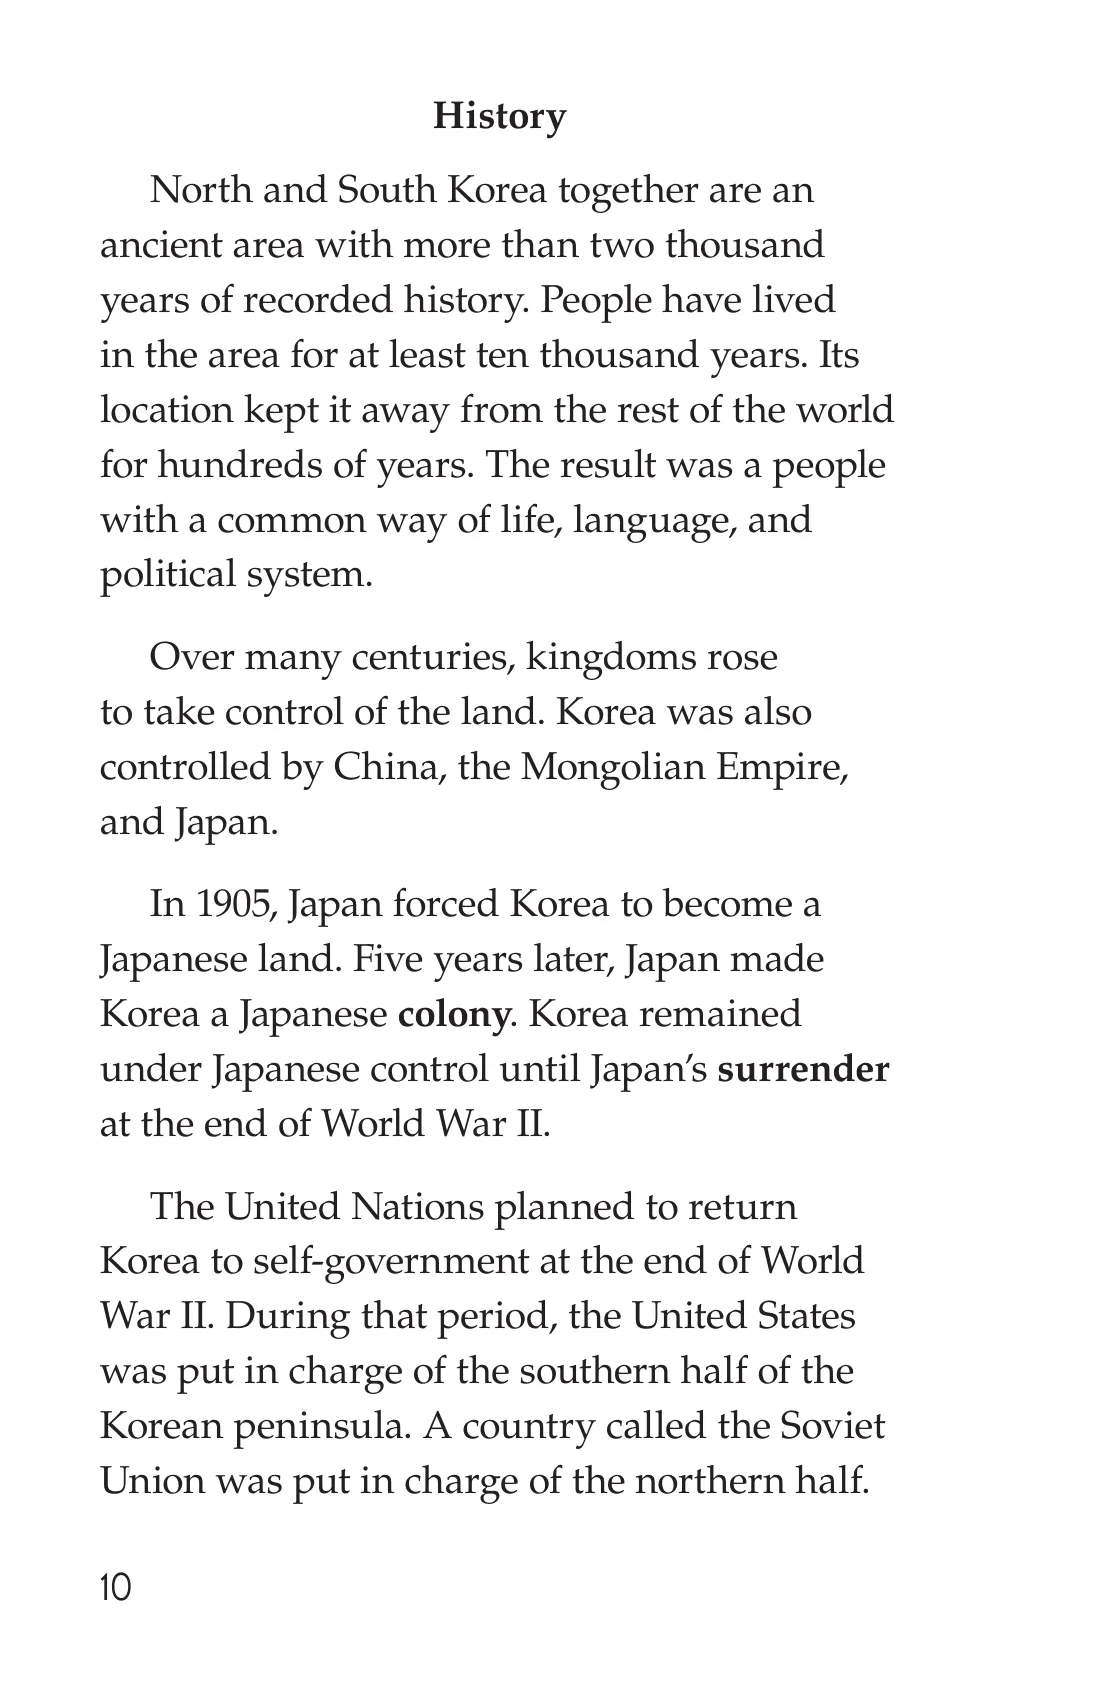 History
North and South Korea together are an
ancient area with more than two thousand
years of recorded history. People have lived
in the area for at least ten thousand years. Its
location kept it away from the rest of the world
for hundreds of years. The result was a people
with a common way of life, language, and
political system.
Over many centuries, kingdoms rose
to take control of the land. Korea was also
controlled by China, the Mongolian Empire,
and Japan.
In 1905, Japan forced Korea to become a
Japanese land. Five years later, Japan made
Korea a Japanese colony. Korea remained
under Japanese control until Japan’s surrender
at the end of World War II.
The United Nations planned to return
Korea to self-government at the end of World
War II. During that period, the United States
was put in charge of the southern half of the
Korean peninsula. A country called the Soviet
Union was put in charge of the northern half.
10